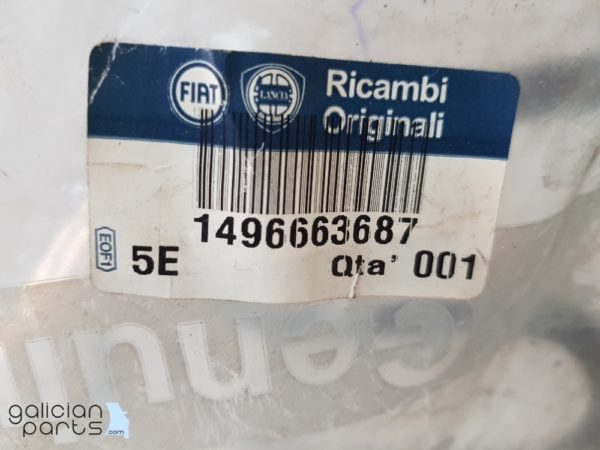 FIAT
LANCIA
Ricambi
Originali
1496663687
EOF1
5E
Qta' 001
Genui
galician
parts.com